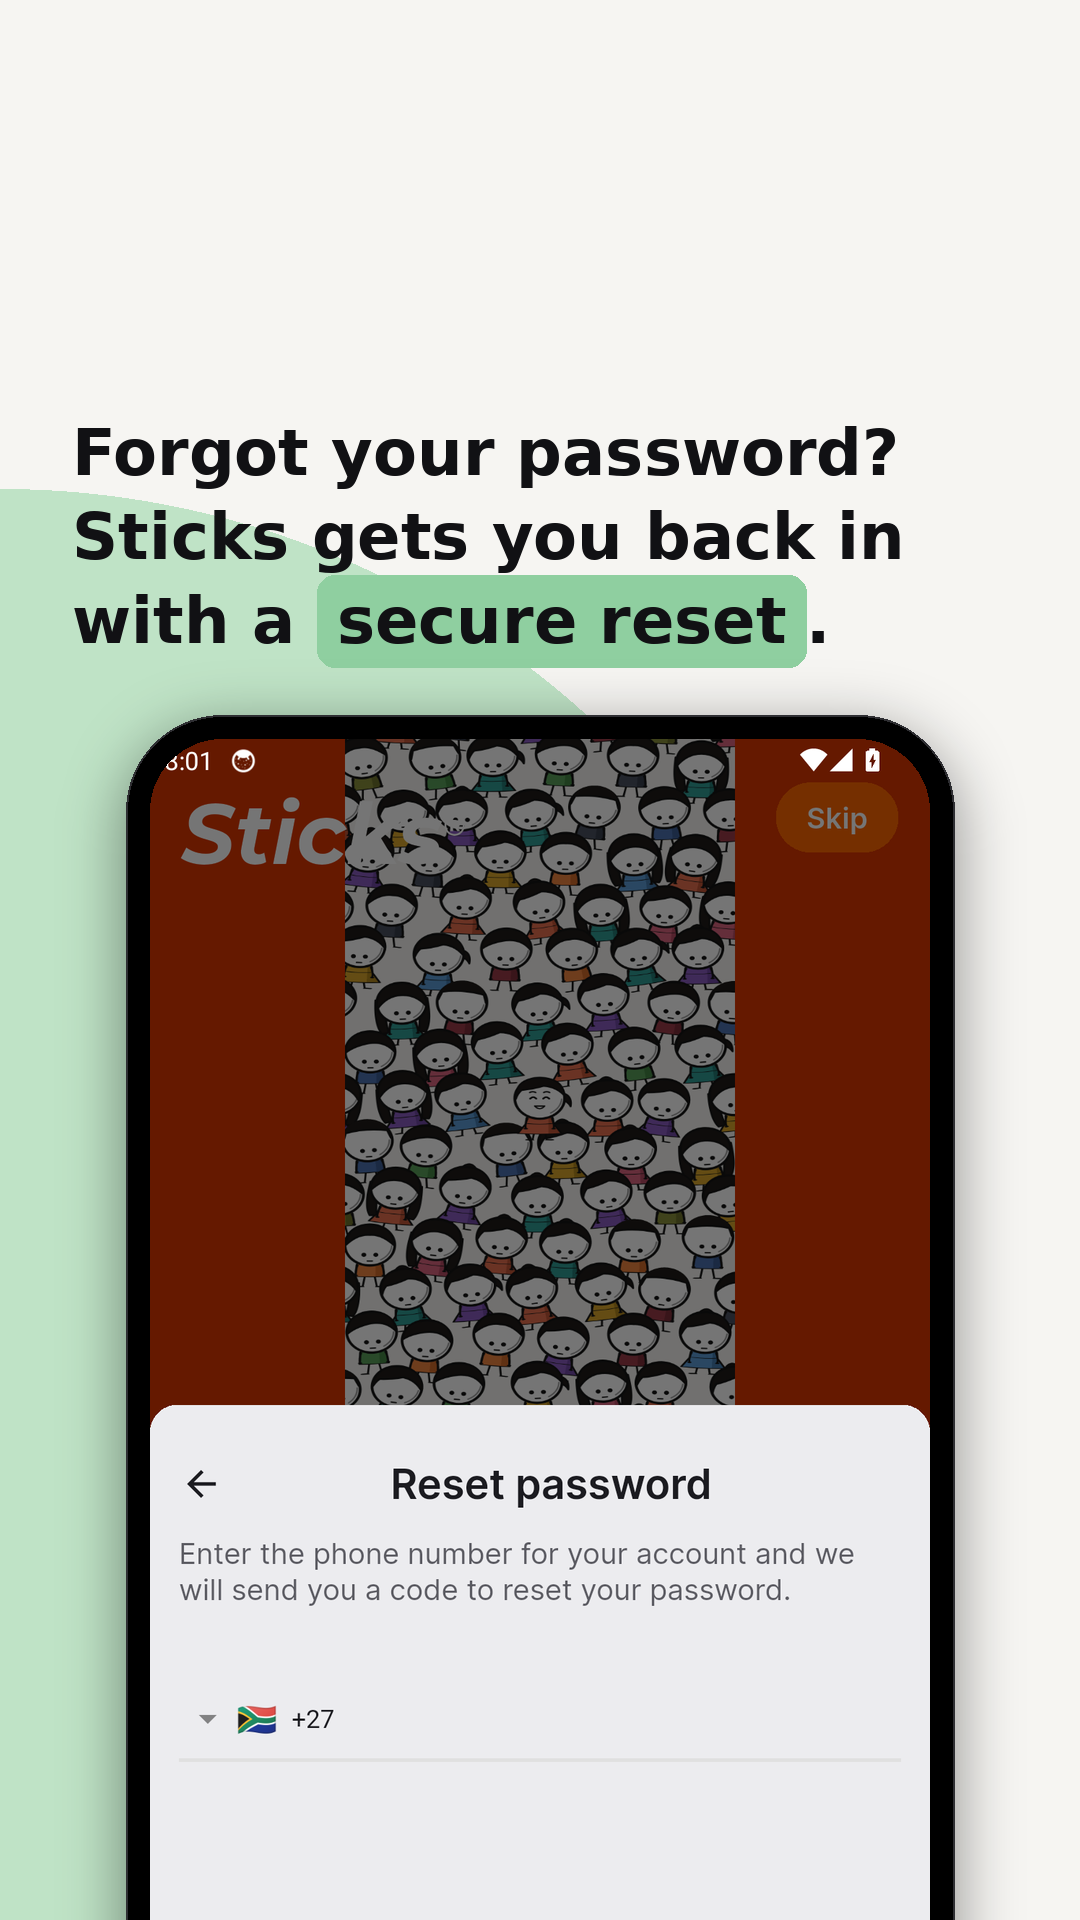 Forgot your password?
Sticks gets you back in
with a secure reset.
8:01
Sticks
Skip
Reset password
Enter the phone number for your account and we
will send you a code to reset your password.
+27